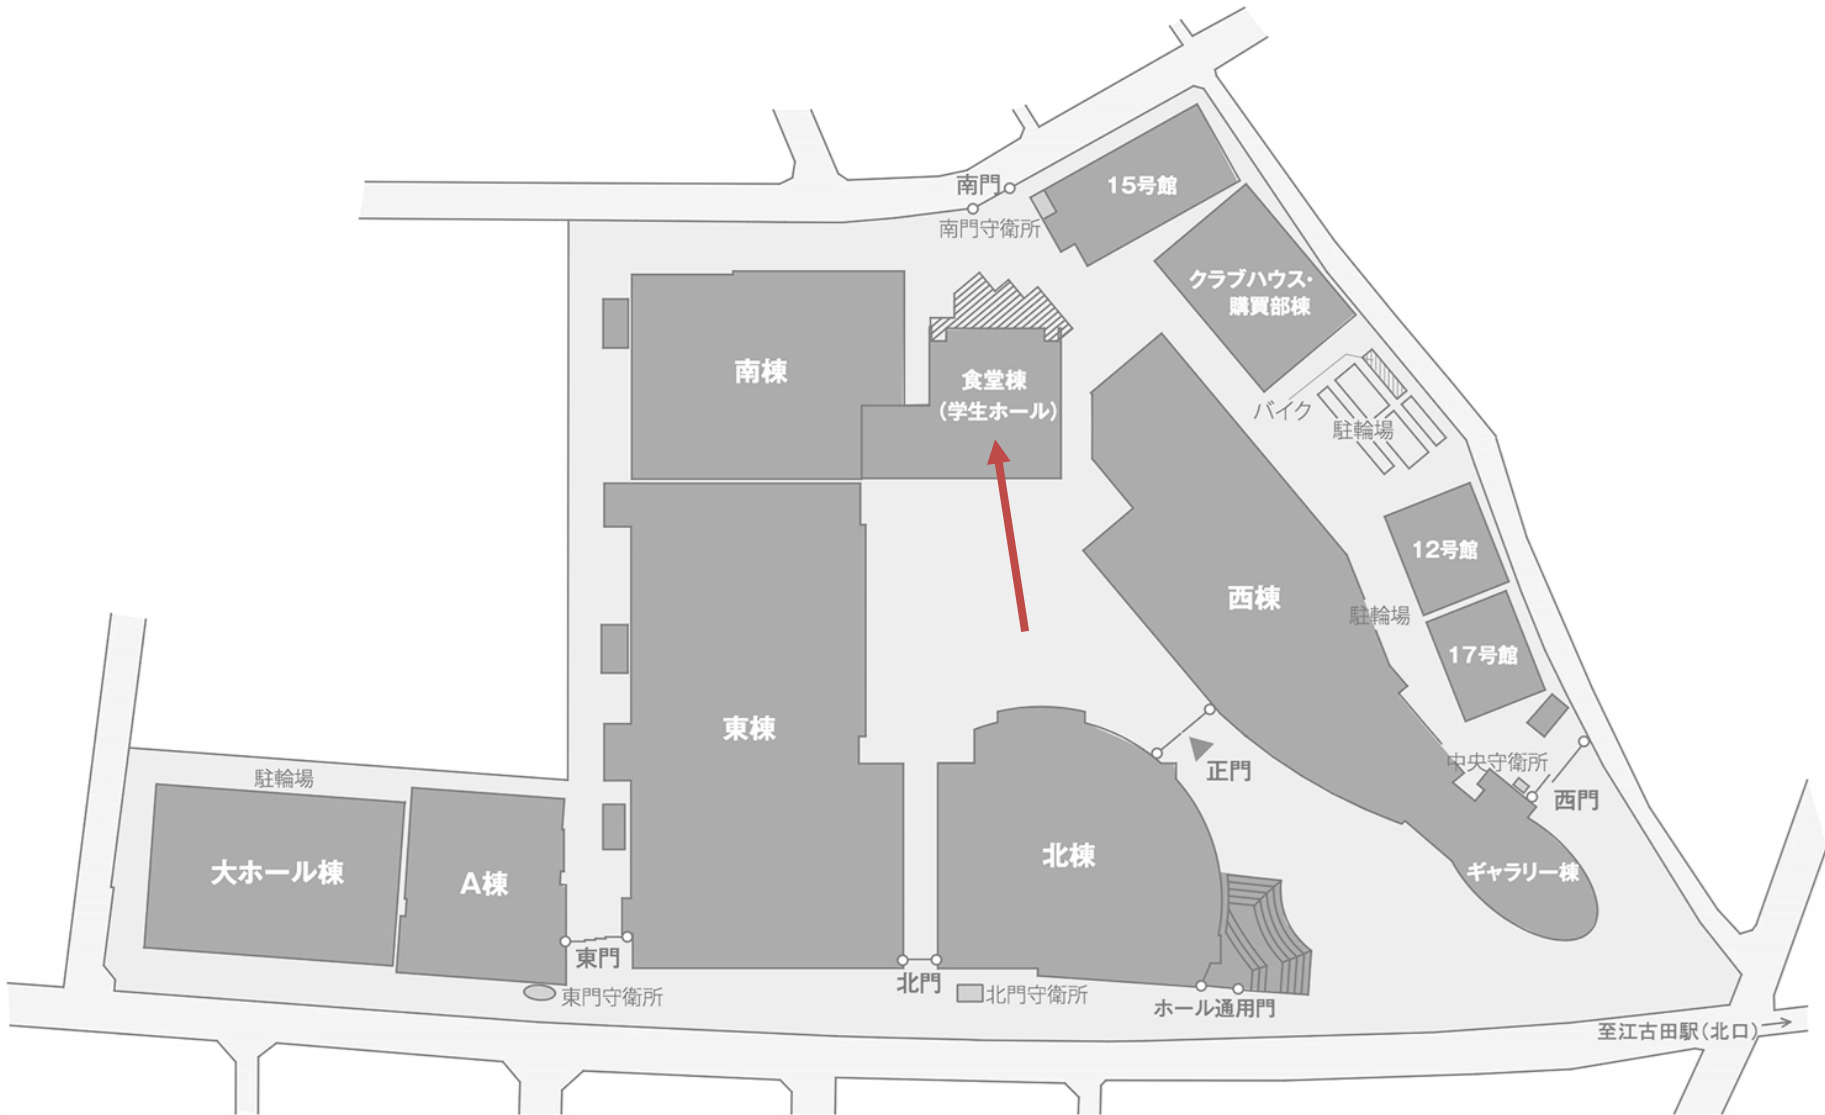 南門
15号館
南門守衛所
クラブハウス・
購買部棟
南棟
食堂棟
(学生ホール)
バイク
駐輪場
12号館
西棟
駐輪場
17号館
東棟
中央守衛所
正門
西門
駐輪場
北棟
大ホール棟
A棟
ギャラリー棟
東門
北門
東門守衛所
北門守衛所
ホール通用門
至江古田駅(北口)